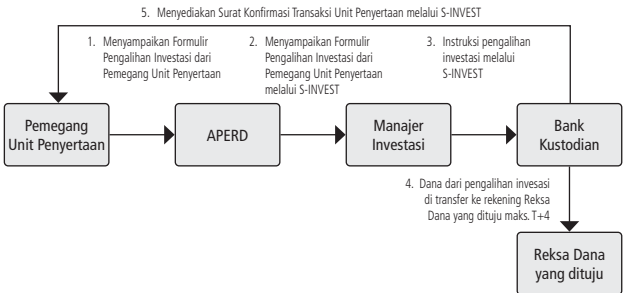 5. Menyediakan Surat Konfirmasi Transaksi Unit Penyertaan melalui S-INVEST
1. Menyampaikan Formulir
Pengalihan Investasi dari
Pemegang Unit Penyertaan
2. Menyampaikan Formulir
Pengalihan Investasi dari
Pemegang Unit Penyertaan
melalui S-INVEST
3. Instruksi pengalihan
investasi melalui
S-INVEST
Pemegang
Unit Penyertaan
APERD
Manajer
Investasi
Bank
Kustodian
4. Dana dari pengalihan invesasi
di transfer ke rekening Reksa
Dana yang dituju maks. T+4
Reksa Dana
yang dituju